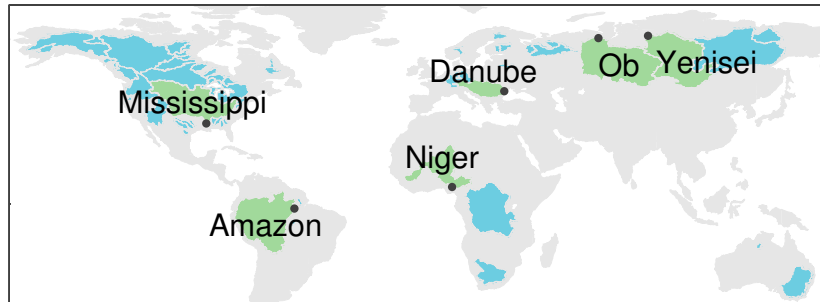 Ob
Yenisei
Danube
Mississippi
Niger
Amazon